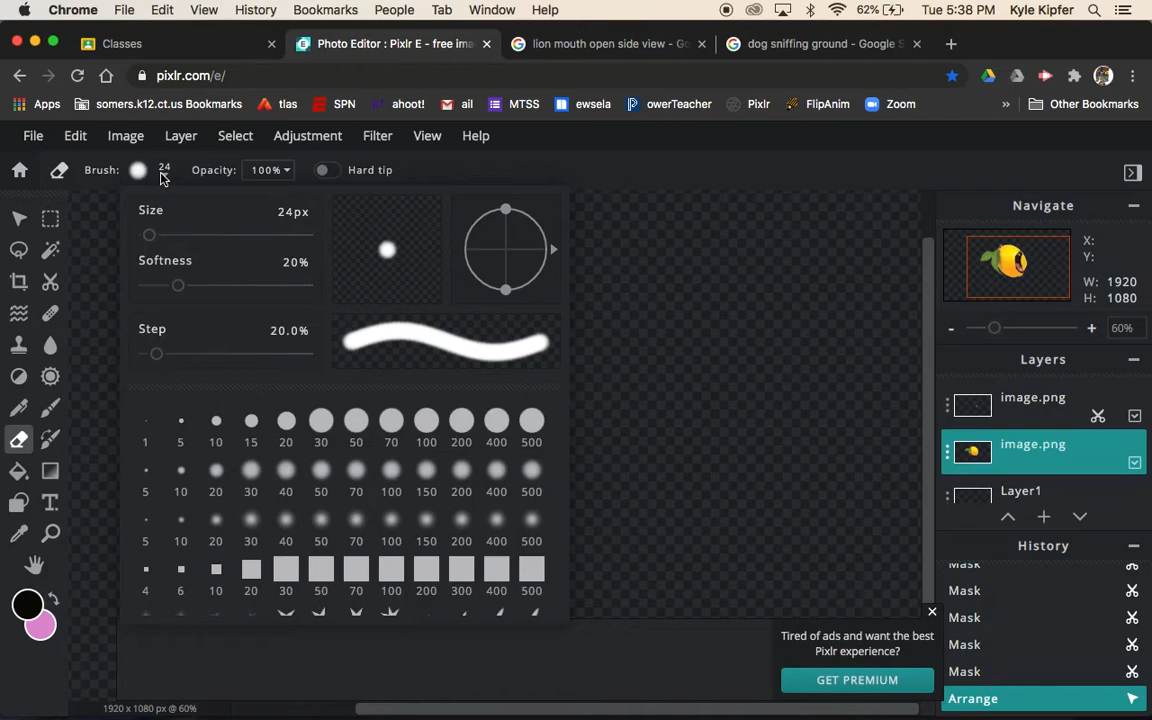 Chrome File Edit View History Bookmarks People Tab Window Help 62% Tue 5:38 PM Kyle Kipfer
Classes Photo Editor : Pixlr E - free ima lion mouth open side view - Go dog sniffing ground - Google S
pixlr.com/e/
Apps somers.k12.ct.us Bookmarks tlas SPN ahoot! ail MTSS ewsela owerTeacher Pixlr FlipAnim Zoom » Other Bookmarks
File Edit Image Layer Select Adjustment Filter View Help
Brush: 24 Opacity: 100% Hard tip
Size 24px
Softness 20%
Step 20.0%
1 5 10 15 20 30 50 70 100 200 400 500
5 10 20 30 40 50 70 100 150 200 400 500
5 10 20 30 40 50 70 100 150 200 400 500
4 6 10 20 30 40 50 100 200 300 400 500
Navigate
X:
Y:
W: 1920
H: 1080
- + 60%
Layers
image.png
image.png
Layer1
History
Mask
Mask
Mask
Mask
Mask
Arrange
Tired of ads and want the best
Pixlr experience?
GET PREMIUM
1920 x 1080 px @ 60%